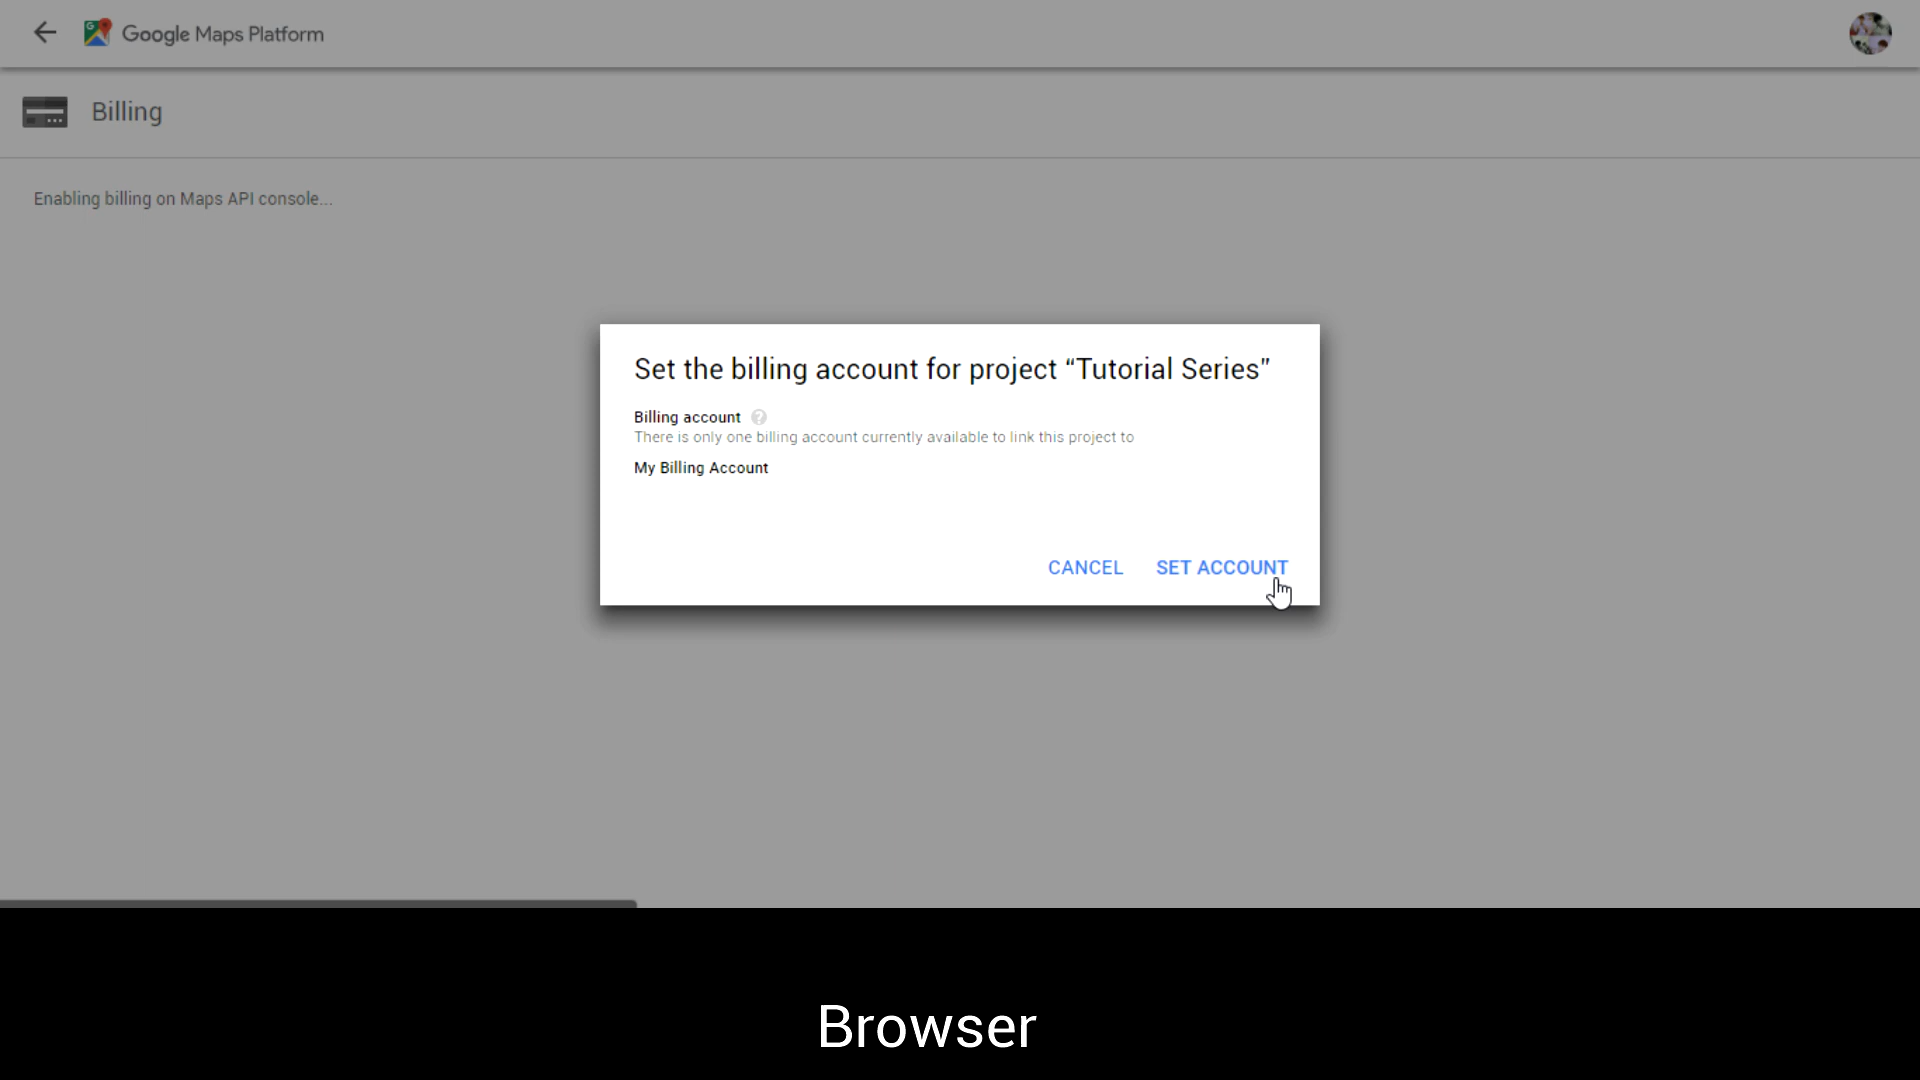 Google Maps Platform
Billing
Enabling billing on Maps API console...
Set the billing account for project “Tutorial Series”
Billing account ?
There is only one billing account currently available to link this project to
My Billing Account
CANCEL SET ACCOUNT
Browser